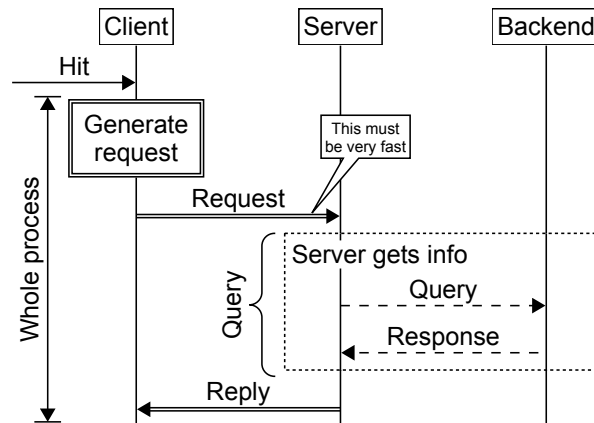 Client
Server
Backend
Hit
Generate
request
This must
be very fast
Request
Whole process
Server gets info
Query
Query
Response
Reply